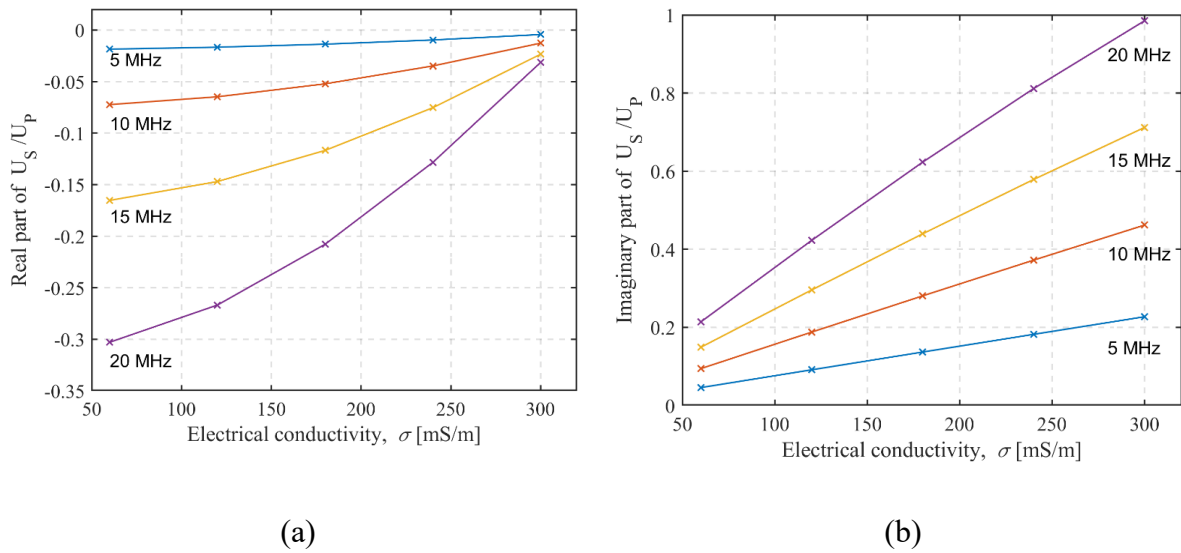 0
-0.05
-0.1
-0.15
-0.2
-0.25
-0.3
-0.35
50
100
150
200
250
300
Real part of U_S /U_P
Electrical conductivity, σ [mS/m]
5 MHz
10 MHz
15 MHz
20 MHz
(a)
1
0.8
0.6
0.4
0.2
0
50
100
150
200
250
300
Imaginary part of U_S /U_P
Electrical conductivity, σ [mS/m]
20 MHz
15 MHz
10 MHz
5 MHz
(b)